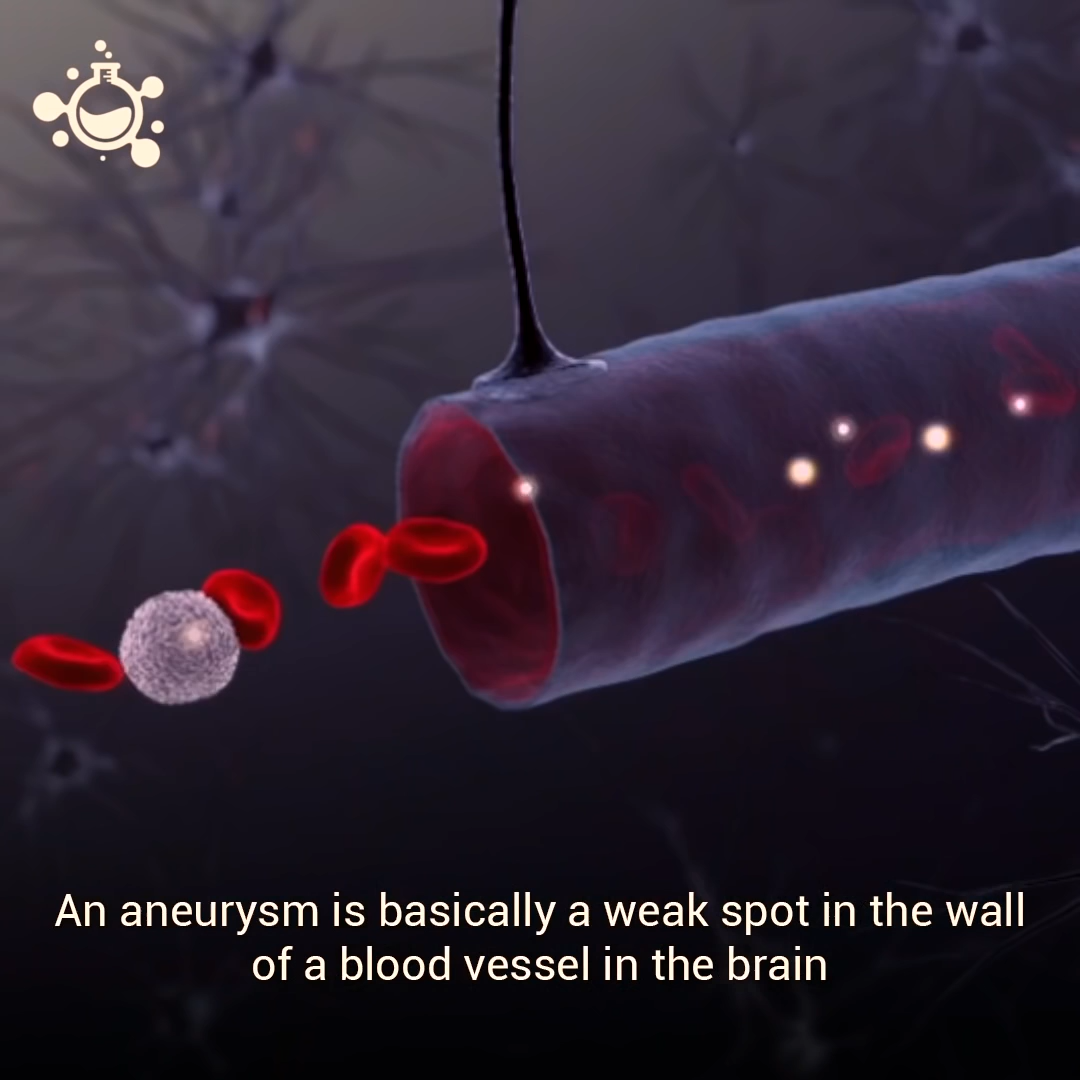 An aneurysm is basically a weak spot in the wall
of a blood vessel in the brain